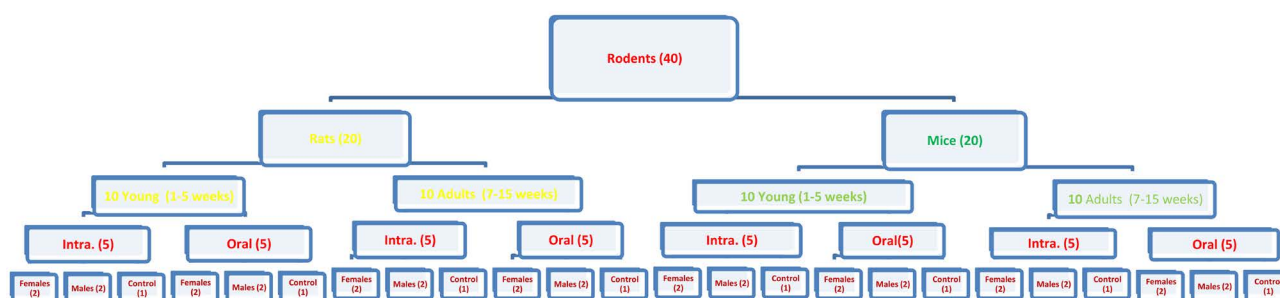 Rodents (40)
Rats (20)
Mice (20)
10 Young (1-5 weeks)
10 Adults (7-15 weeks)
10 Young (1-5 weeks)
10 Adults (7-15 weeks)
Intra. (5)
Oral (5)
Intra. (5)
Oral (5)
Intra. (5)
Oral(5)
Intra. (5)
Oral (5)
Females
(2)
Males (2)
Control
(1)
Females
(2)
Males (2)
Control
(1)
Females
(2)
Males (2)
Control
(1)
Females
(2)
Males (2)
Control
(1)
Females
(2)
Males (2)
Control
(1)
Females
(2)
Males (2)
Control
(1)
Females
(2)
Males (2)
Control
(1)
Females
(2)
Males (2)
Control
(1)